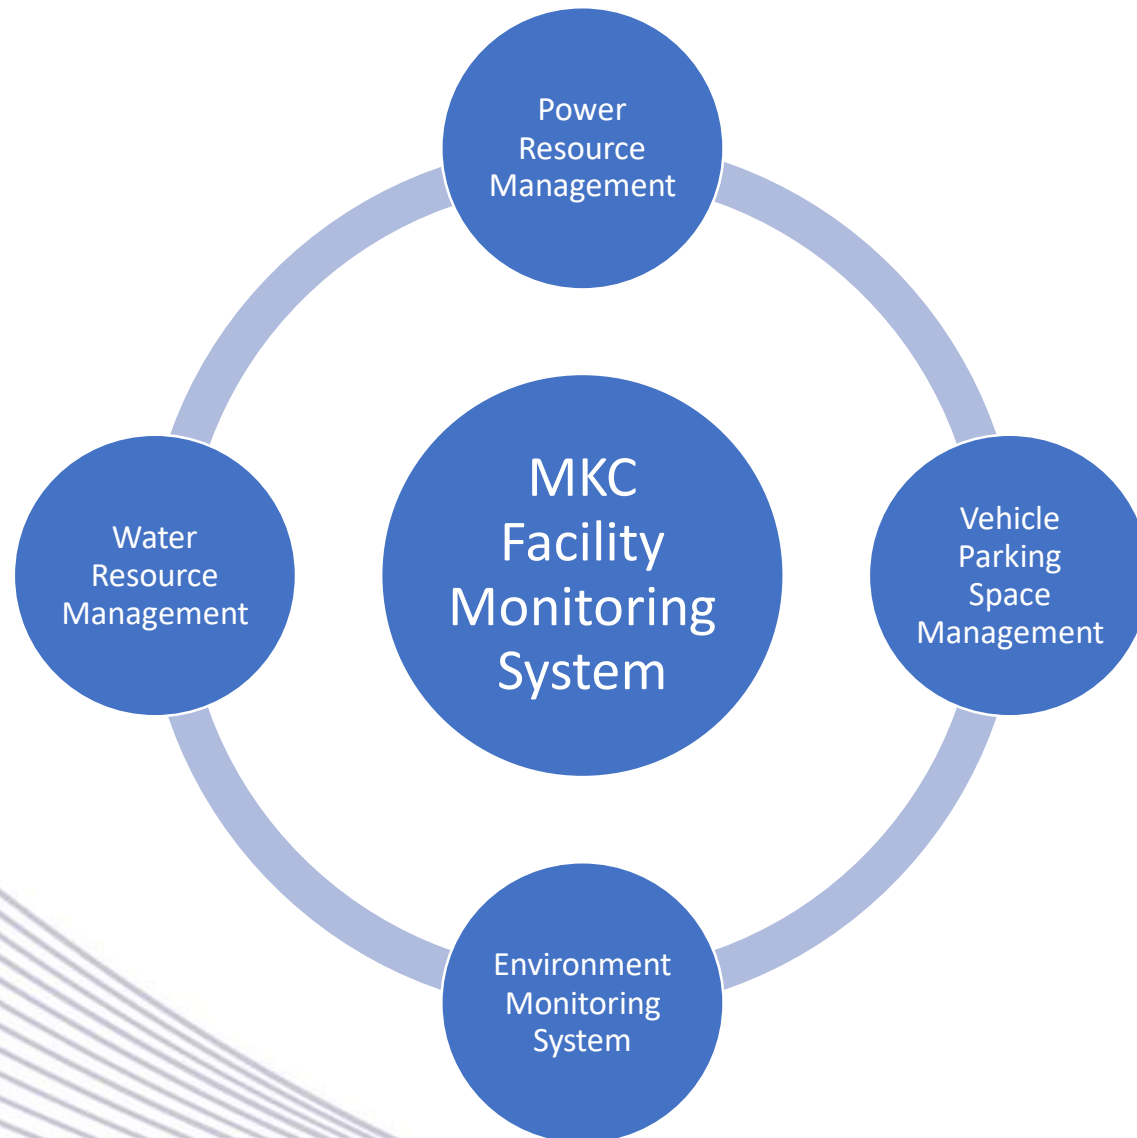 Power
Resource
Management
MKC
Facility
Monitoring
System
Water
Resource
Management
Vehicle
Parking
Space
Management
Environment
Monitoring
System